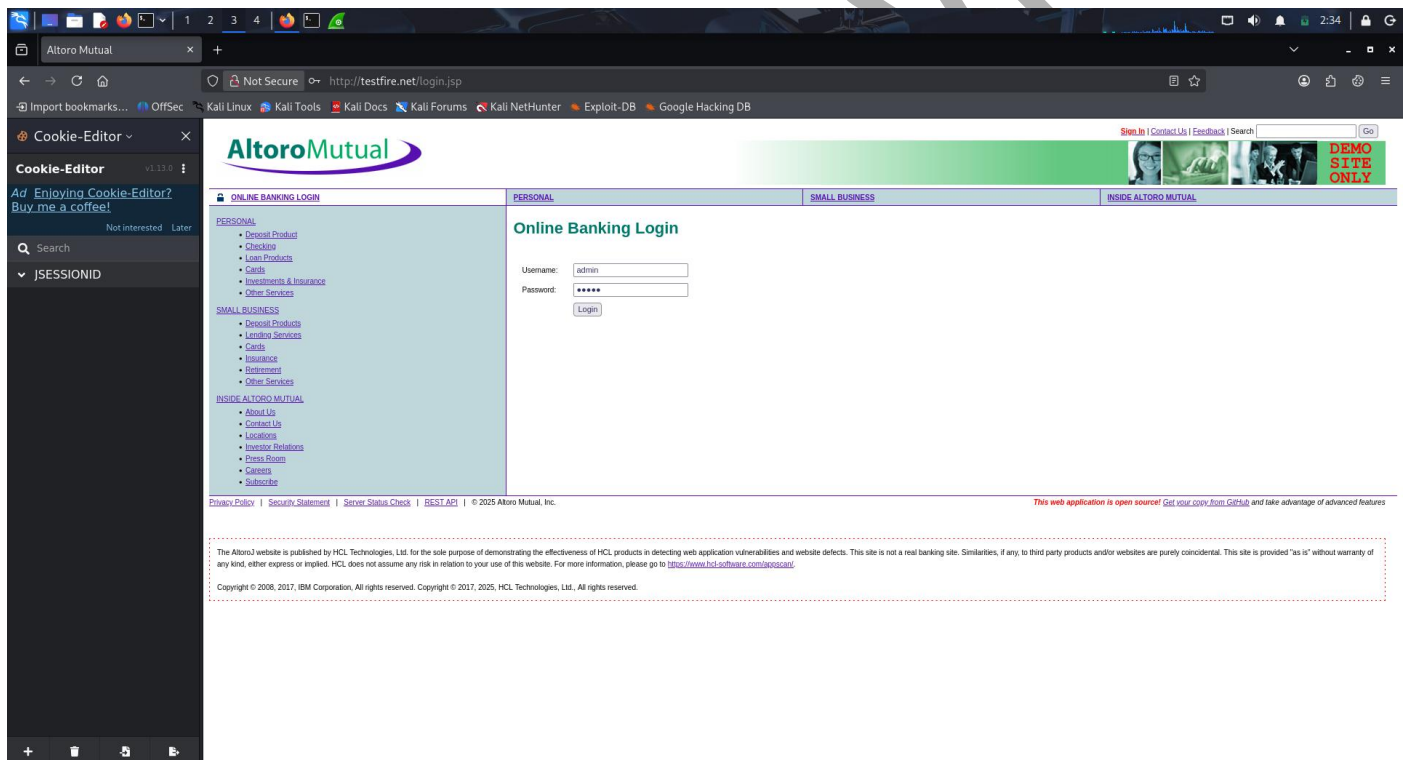 1 2 3 4 2:34
Altoro Mutual
Not Secure http://testfire.net/login.jsp
Import bookmarks... OffSec Kali Linux Kali Tools Kali Docs Kali Forums Kali NetHunter Exploit-DB Google Hacking DB
Cookie-Editor
Cookie-Editor v1.13.0
Ad Enjoying Cookie-Editor?
Buy me a coffee!
Not interested Later
Search
JSESSIONID
AltoroMutual
Sign In | Contact Us | Feedback | Search Go
DEMO
SITE
ONLY
ONLINE BANKING LOGIN PERSONAL SMALL BUSINESS INSIDE ALTORO MUTUAL
PERSONAL
Deposit Product
Checking
Loan Products
Cards
Investments & Insurance
Other Services
SMALL BUSINESS
Deposit Products
Lending Services
Cards
Insurance
Retirement
Other Services
INSIDE ALTORO MUTUAL
About Us
Contact Us
Locations
Investor Relations
Press Room
Careers
Subscribe
Online Banking Login
Username: admin
Password: •••••
Login
Privacy Policy | Security Statement | Server Status Check | REST API | © 2025 Altoro Mutual, Inc. This web application is open source! Get your copy from GitHub and take advantage of advanced features
The AltoroJ website is published by HCL Technologies, Ltd. for the sole purpose of demonstrating the effectiveness of HCL products in detecting web application vulnerabilities and website defects. This site is not a real banking site. Similarities, if any, to third party products and/or websites are purely coincidental. This site is provided "as is" without warranty of
any kind, either express or implied. HCL does not assume any risk in relation to your use of this website. For more information, please go to https://www.hcl-software.com/appscan/.
Copyright © 2008, 2017, IBM Corporation, All rights reserved. Copyright © 2017, 2025, HCL Technologies, Ltd., All rights reserved.